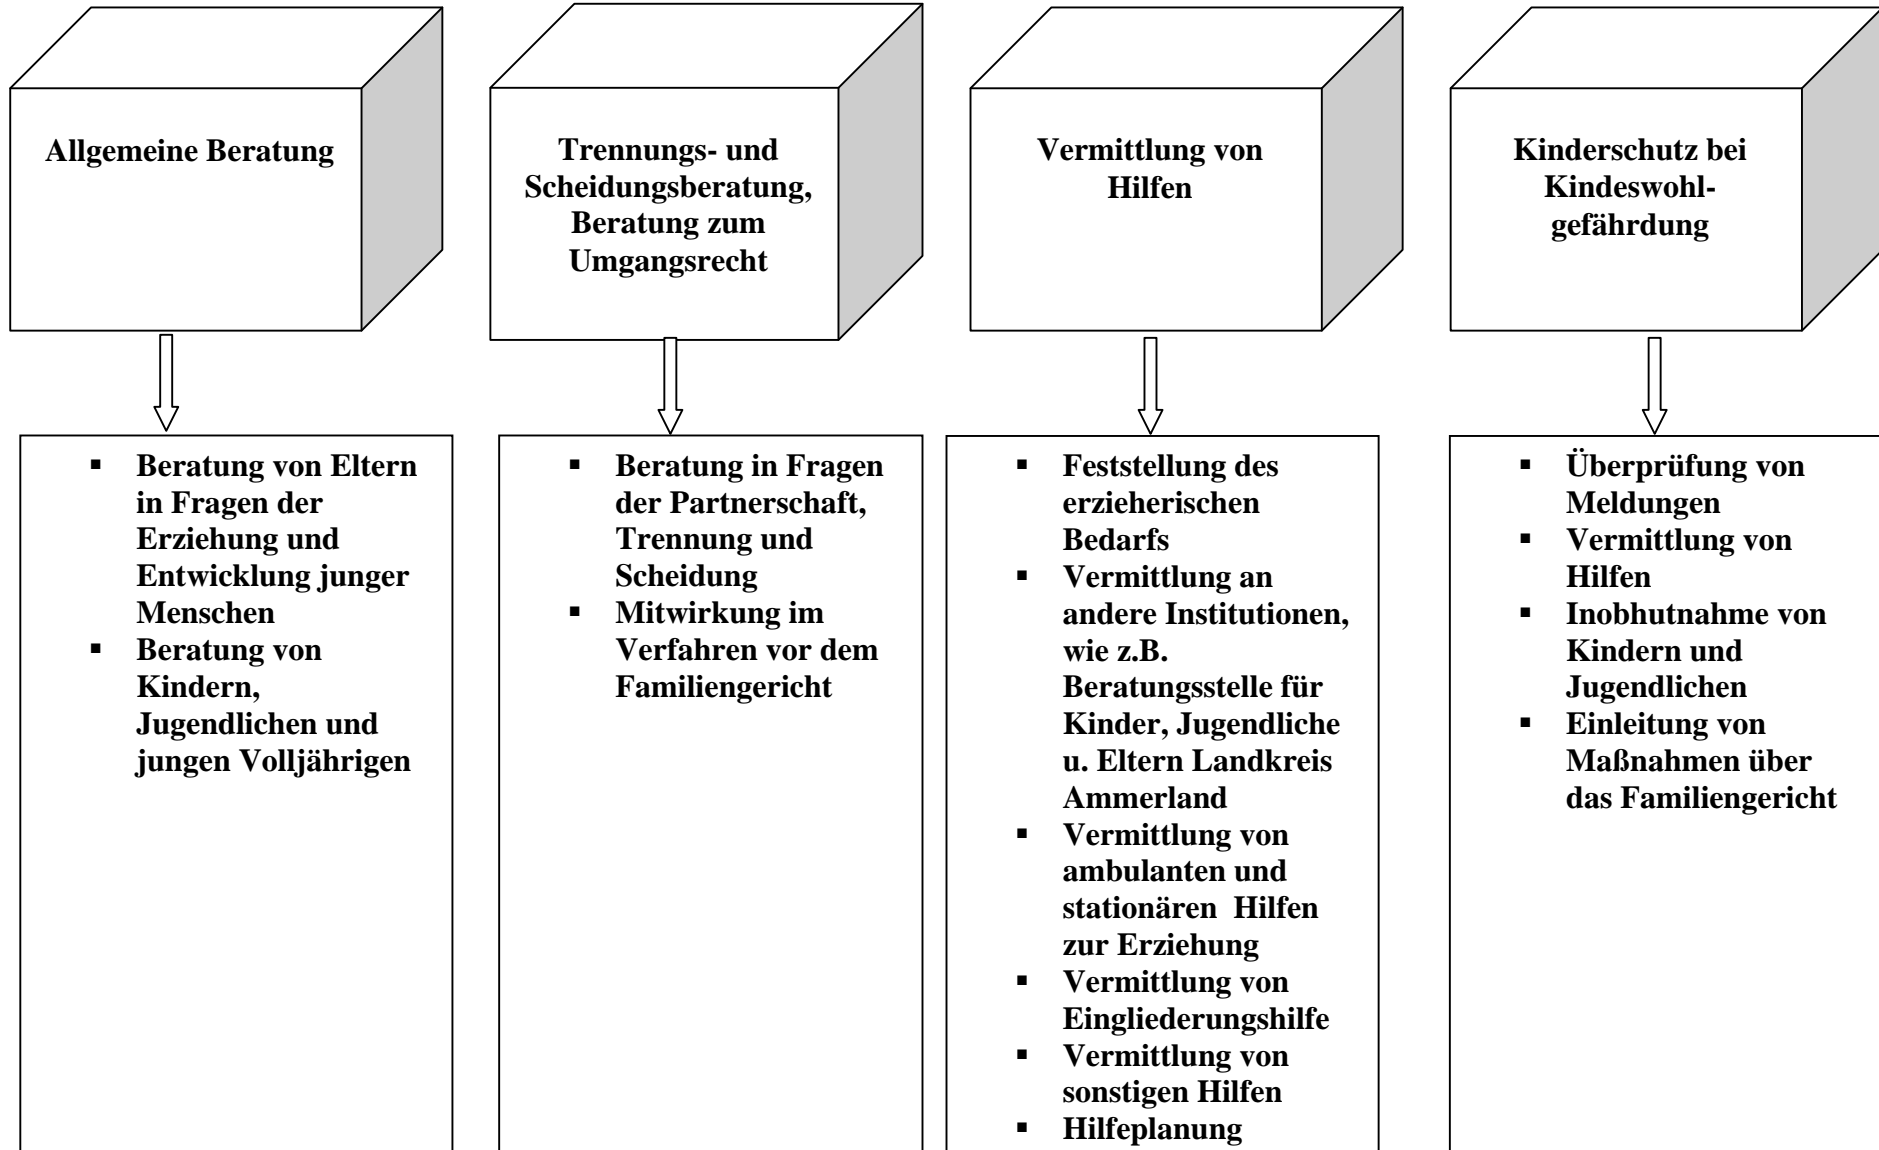 Allgemeine Beratung
Trennungs- und
Scheidungsberatung,
Beratung zum
Umgangsrecht
Vermittlung von
Hilfen
Kinderschutz bei
Kindeswohl-
gefährdung
▪ Beratung von Eltern
in Fragen der
Erziehung und
Entwicklung junger
Menschen
▪ Beratung von
Kindern,
Jugendlichen und
jungen Volljährigen
▪ Beratung in Fragen
der Partnerschaft,
Trennung und
Scheidung
▪ Mitwirkung im
Verfahren vor dem
Familiengericht
▪ Feststellung des
erzieherischen
Bedarfs
▪ Vermittlung an
andere Institutionen,
wie z.B.
Beratungsstelle für
Kinder, Jugendliche
u. Eltern Landkreis
Ammerland
▪ Vermittlung von
ambulanten und
stationären Hilfen
zur Erziehung
▪ Vermittlung von
Eingliederungshilfe
▪ Vermittlung von
sonstigen Hilfen
▪ Hilfeplanung
▪ Überprüfung von
Meldungen
▪ Vermittlung von
Hilfen
▪ Inobhutnahme von
Kindern und
Jugendlichen
▪ Einleitung von
Maßnahmen über
das Familiengericht